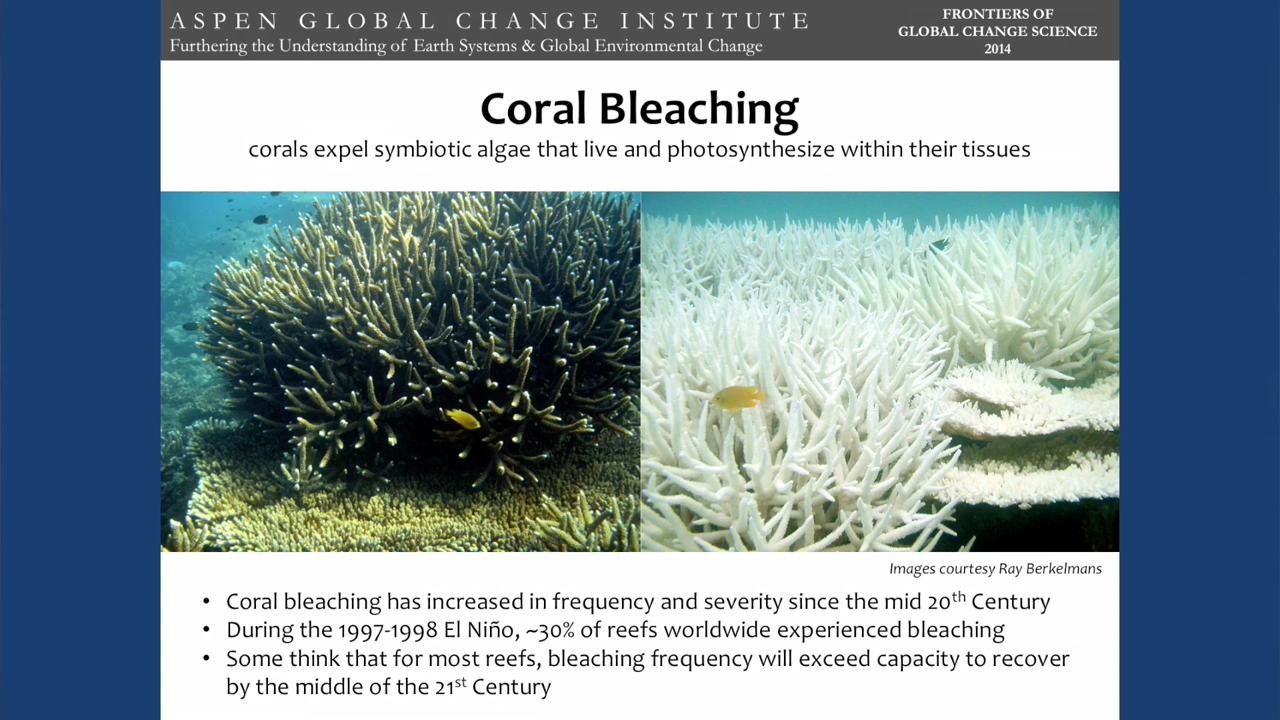 ASPEN GLOBAL CHANGE INSTITUTE
Furthering the Understanding of Earth Systems & Global Environmental Change
FRONTIERS OF
GLOBAL CHANGE SCIENCE
2014
Coral Bleaching
corals expel symbiotic algae that live and photosynthesize within their tissues
Images courtesy Ray Berkelmans
• Coral bleaching has increased in frequency and severity since the mid 20th Century
• During the 1997-1998 El Niño, ~30% of reefs worldwide experienced bleaching
• Some think that for most reefs, bleaching frequency will exceed capacity to recover
by the middle of the 21st Century